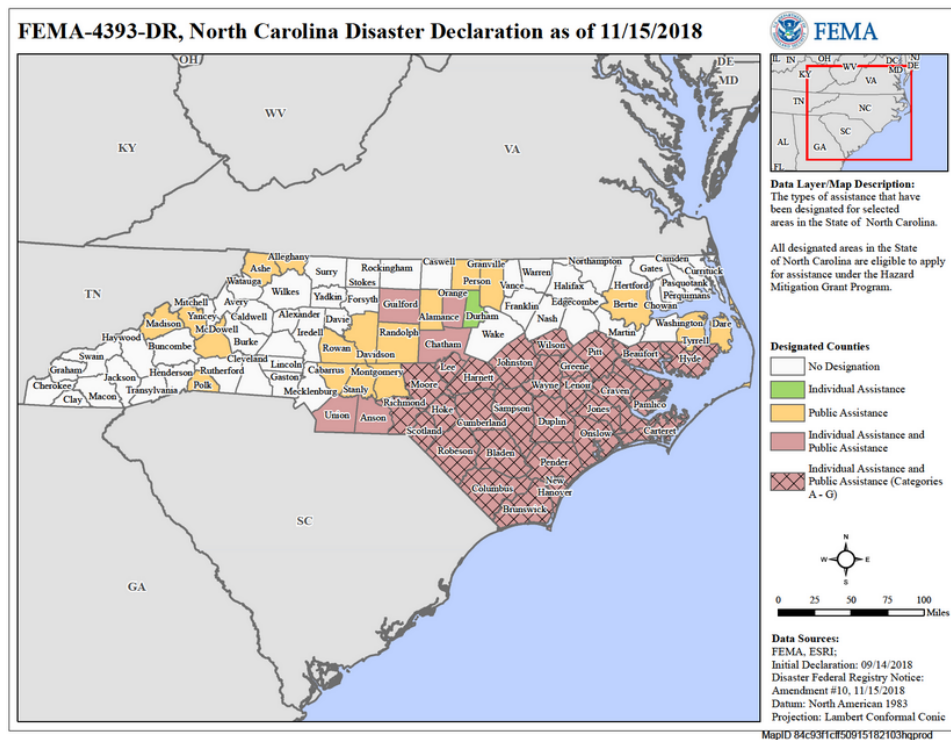 FEMA-4393-DR, North Carolina Disaster Declaration as of 11/15/2018
FEMA
OH
WV
DE
MD
KY
VA
TN
SC
GA
Alleghany
Ashe
Surry
Stokes
Rockingham
Caswell
Person
Granville
Vance
Warren
Northampton
Gates
Camden
Currituck
Pasquotank
Perquimans
Watauga
Wilkes
Yadkin
Forsyth
Guilford
Alamance
Orange
Durham
Franklin
Halifax
Hertford
Bertie
Chowan
Mitchell
Avery
Yancey
Madison
Caldwell
Alexander
Davie
Iredell
Randolph
Chatham
Wake
Nash
Edgecombe
Martin
Washington
Tyrrell
Dare
Haywood
Buncombe
McDowell
Burke
Rowan
Davidson
Wilson
Pitt
Beaufort
Hyde
Swain
Graham
Cherokee
Clay
Macon
Jackson
Transylvania
Henderson
Polk
Rutherford
Cleveland
Lincoln
Gaston
Mecklenburg
Cabarrus
Stanly
Montgomery
Moore
Lee
Harnett
Johnston
Wayne
Greene
Lenoir
Craven
Pamlico
Union
Anson
Richmond
Scotland
Hoke
Cumberland
Sampson
Duplin
Jones
Onslow
Carteret
Robeson
Bladen
Pender
Columbus
New
Hanover
Brunswick
IL
IN
OH
WV
DC
NJ
MD
DE
KY
VA
TN
NC
SC
AL
GA
FL
Data Layer/Map Description:
The types of assistance that have
been designated for selected
areas in the State of North Carolina.
All designated areas in the State
of North Carolina are eligible to apply
for assistance under the Hazard
Mitigation Grant Program.
Designated Counties
No Designation
Individual Assistance
Public Assistance
Individual Assistance and
Public Assistance
Individual Assistance and
Public Assistance (Categories
A - G)
N
W
E
S
0 25 50 75 100
Miles
Data Sources:
FEMA, ESRI;
Initial Declaration: 09/14/2018
Disaster Federal Registry Notice:
Amendment #10, 11/15/2018
Datum: North American 1983
Projection: Lambert Conformal Conic
MapID 84c93f1cff50915182103hqprod